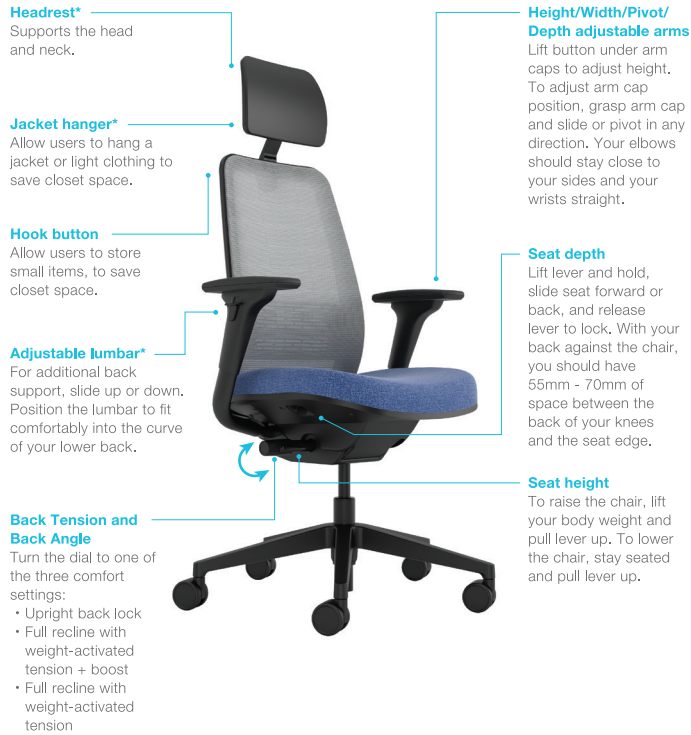 Headrest*
Supports the head
and neck.
Jacket hanger*
Allow users to hang a
jacket or light clothing to
save closet space.
Hook button
Allow users to store
small items, to save
closet space.
Adjustable lumbar*
For additional back
support, slide up or down.
Position the lumbar to fit
comfortably into the curve
of your lower back.
Back Tension and
Back Angle
Turn the dial to one of
the three comfort
settings:
• Upright back lock
• Full recline with
weight-activated
tension + boost
• Full recline with
weight-activated
tension
Height/Width/Pivot/
Depth adjustable arms
Lift button under arm
caps to adjust height.
To adjust arm cap
position, grasp arm cap
and slide or pivot in any
direction. Your elbows
should stay close to
your sides and your
wrists straight.
Seat depth
Lift lever and hold,
slide seat forward or
back, and release
lever to lock. With your
back against the chair,
you should have
55mm - 70mm of
space between the
back of your knees
and the seat edge.
Seat height
To raise the chair, lift
your body weight and
pull lever up. To lower
the chair, stay seated
and pull lever up.